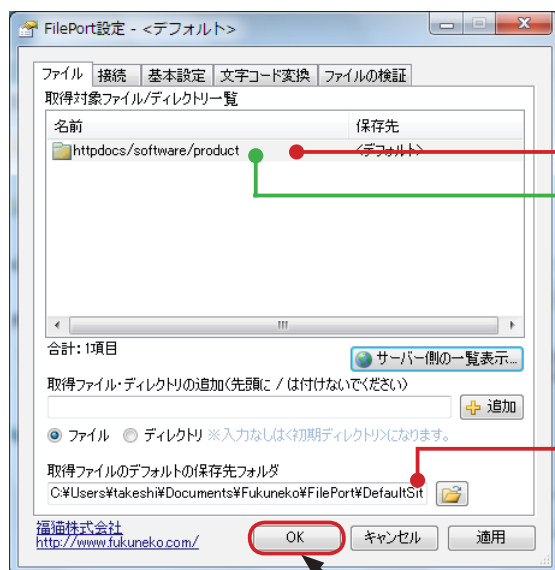 FilePort設定 - <デフォルト>
ファイル 接続 基本設定 文字コード変換 ファイルの検証
取得対象ファイル/ディレクトリ一覧
名前 保存先
httpdocs/software/product <デフォルト>
合計: 1項目
サーバー側の一覧表示...
取得ファイル・ディレクトリの追加(先頭に / は付けないでください)
追加
ファイル ディレクトリ ※入力なしは<初期ディレクトリ>になります。
取得ファイルのデフォルトの保存先フォルダ
C:¥Users¥takeshi¥Documents¥Fukuneko¥FilePort¥DefaultSit
福猫株式会社
http://www.fukuneko.com/
OK キャンセル 適用